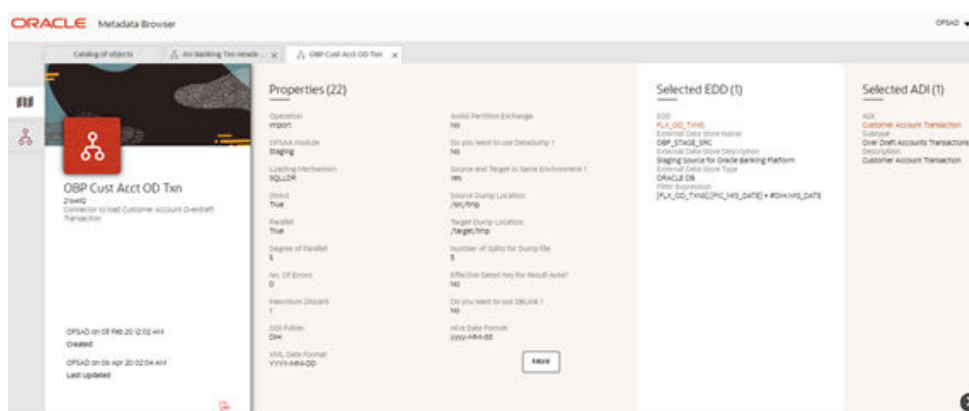 ORACLE Metadata Browser
OFSAD
Catalog of objects
OBP Cust Acct OD Txn
OBP Cust Acct OD Txn
Connector to load Customer Account Overdraft
Transaction
OFSAD on 05 Feb 20 12:02 AM
Created
OFSAD on 06 Apr 20 02:04 AM
Last Updated
Properties (22)
Operation
Import
OFSAA module
Staging
Loading Mechanism
SQLLDR
Direct
True
Parallel
True
Degree of Parallel
5
No. Of Errors
0
Maximum Discard
1
ODI Folder
DIH
XML Date Format
YYYY-MM-DD
Avoid Partition Exchange
No
Do you want to use Datadump ?
No
Source and Target in Same Environment ?
Yes
Source Dump Location
/src/tmp
Target Dump Location
/target/tmp
Number of Splits for Dump file
Effective Dated Key for Result Area?
No
Do you want to use DBLINK ?
No
Hive Date Format
yyyy-MM-dd
More
Selected EDD (1)
EDD
FLX_OD_TXNS
External Data Store Name
OBP_STAGE_SRC
External Data Store Description
Staging Source for Oracle Banking Platform
External Data Store Type
ORACLE DB
Filter Expression
Selected ADI (1)
ADI
Customer Account Transaction
Subtype
Over Draft Accounts Transactions
Description
Customer Account Transaction